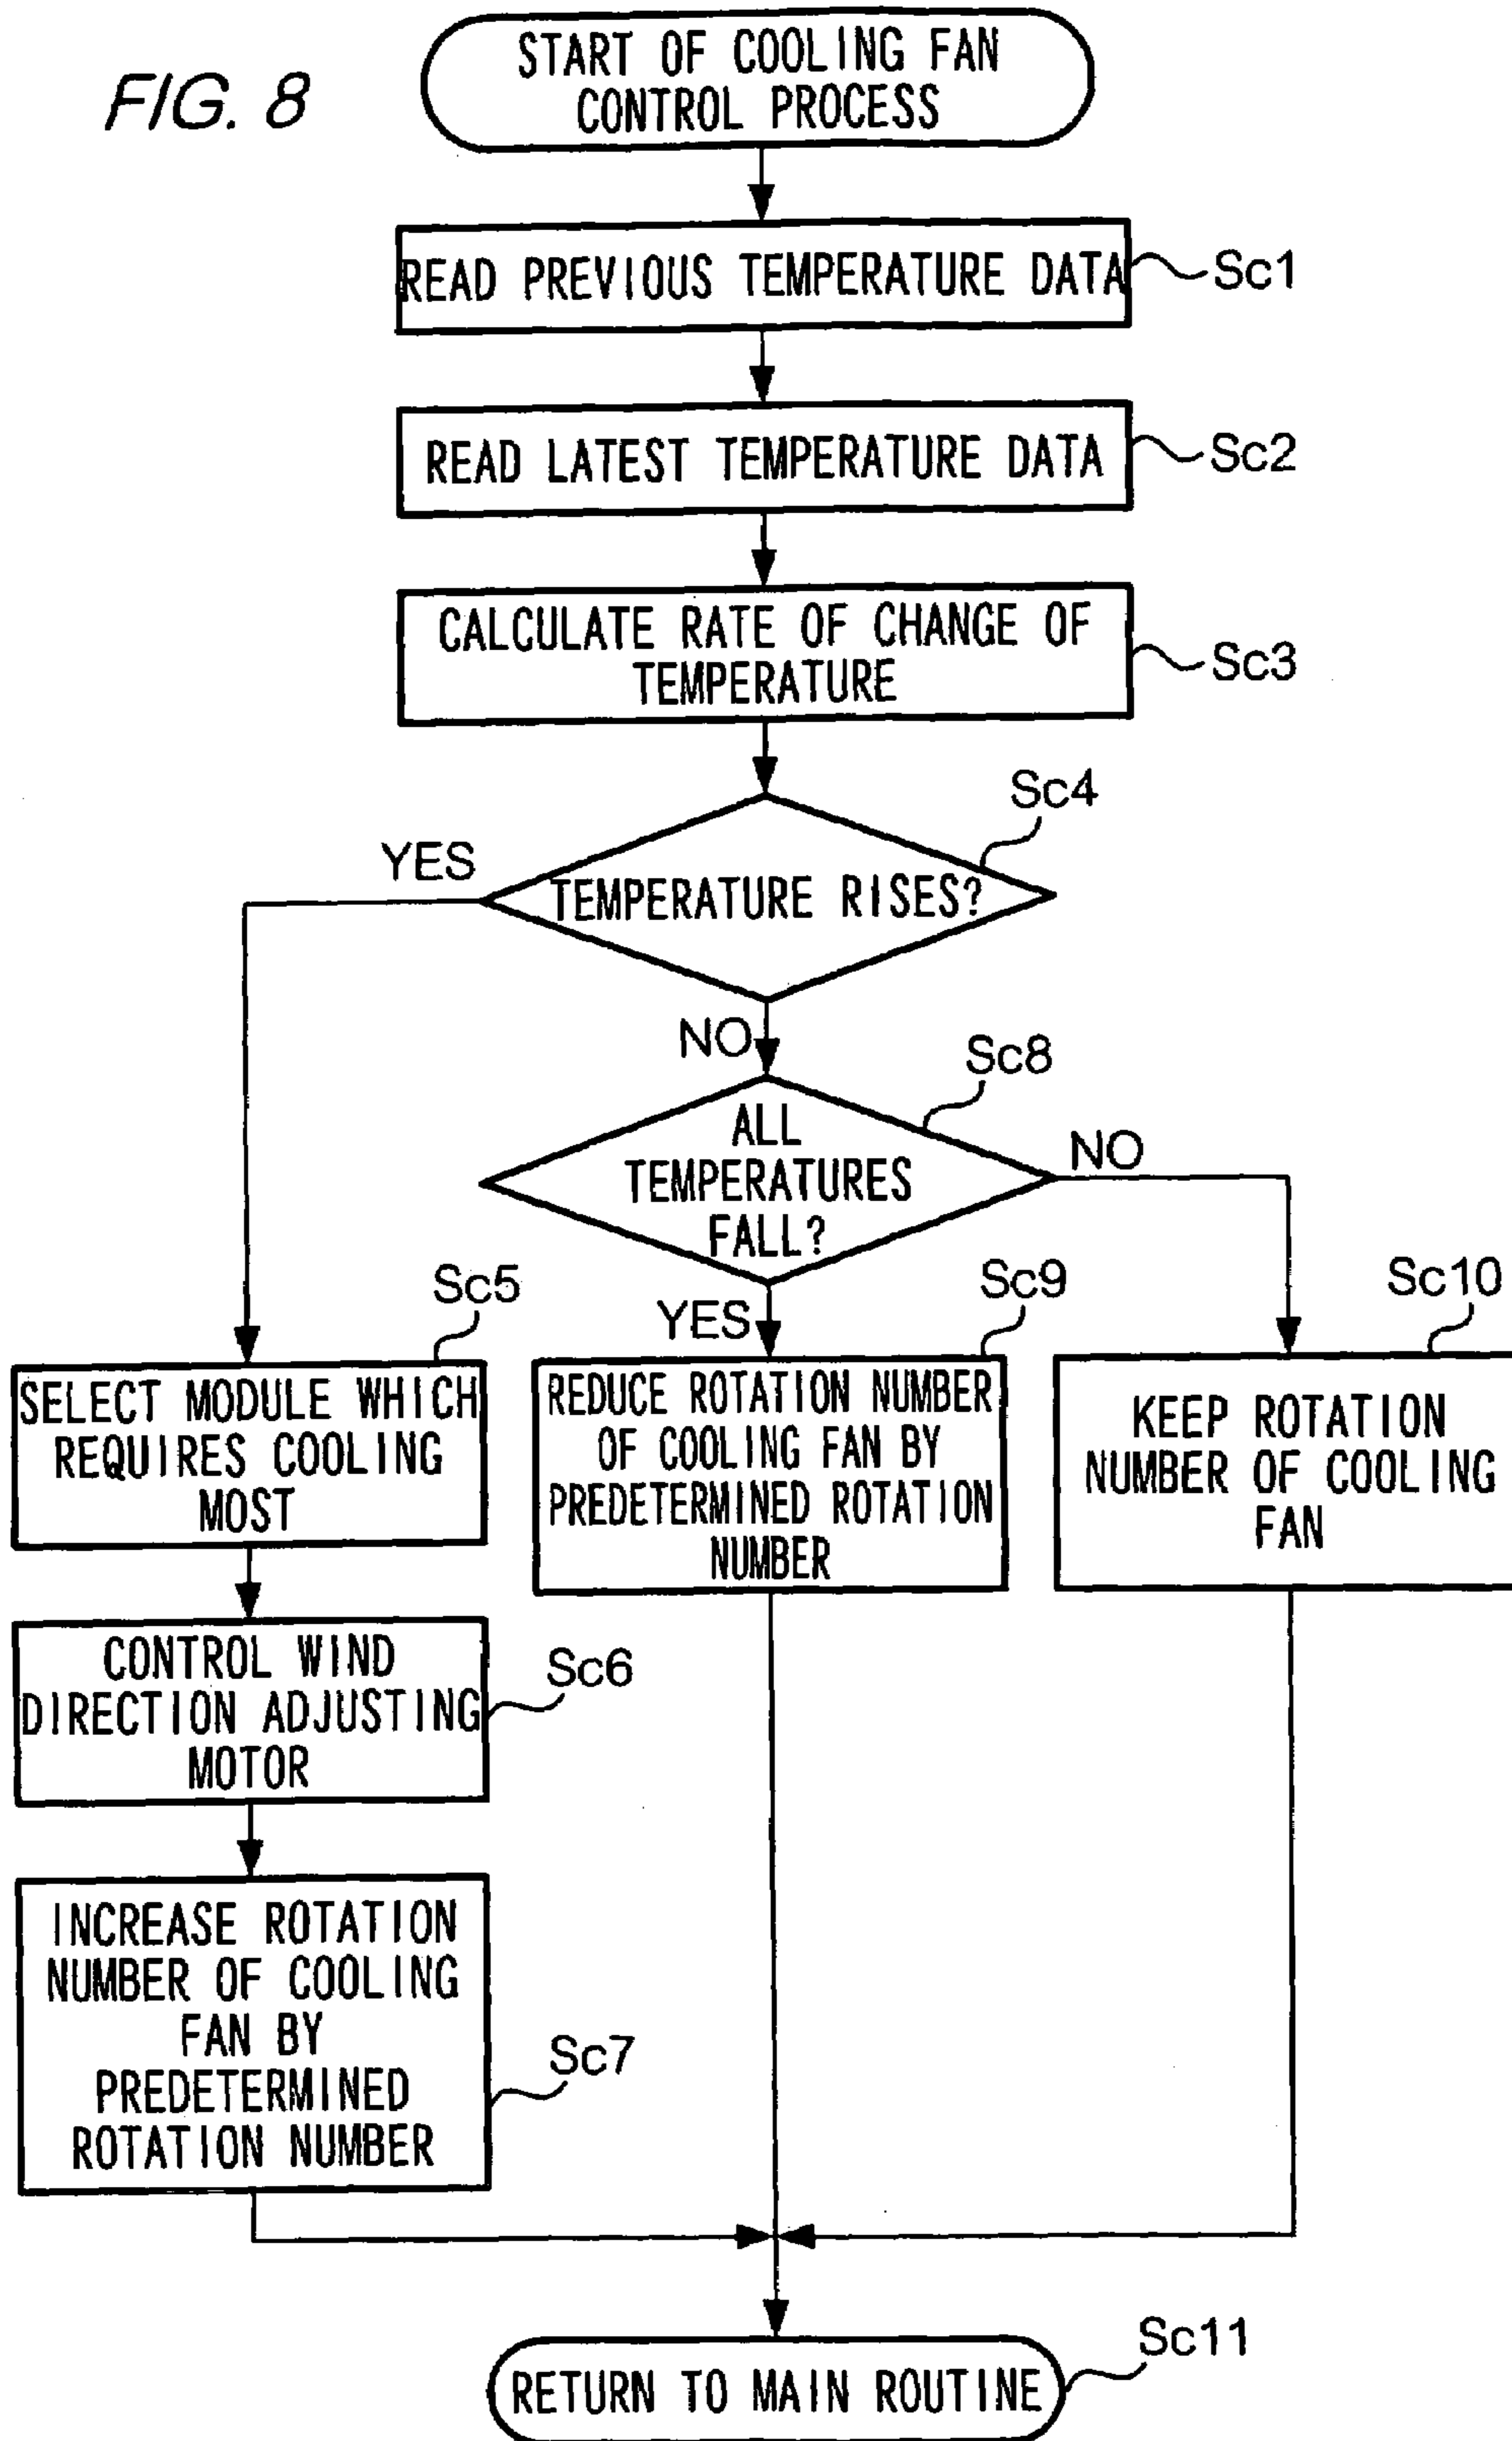 FIG. 8
START OF COOLING FAN
CONTROL PROCESS
READ PREVIOUS TEMPERATURE DATA
Sc1
READ LATEST TEMPERATURE DATA
Sc2
CALCULATE RATE OF CHANGE OF
TEMPERATURE
Sc3
Sc4
YES
TEMPERATURE RISES?
NO
Sc8
ALL
TEMPERATURES
FALL?
NO
Sc5
YES
Sc9
Sc10
SELECT MODULE WHICH
REQUIRES COOLING
MOST
REDUCE ROTATION NUMBER
OF COOLING FAN BY
PREDETERMINED ROTATION
NUMBER
KEEP ROTATION
NUMBER OF COOLING
FAN
CONTROL WIND
DIRECTION ADJUSTING
MOTOR
Sc6
INCREASE ROTATION
NUMBER OF COOLING
FAN BY
PREDETERMINED
ROTATION NUMBER
Sc7
Sc11
RETURN TO MAIN ROUTINE